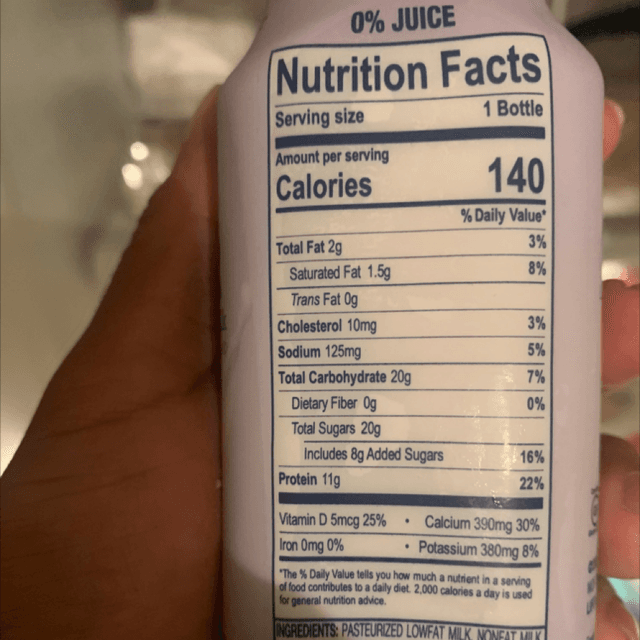 0% JUICE
Nutrition Facts
Serving size 1 Bottle
Amount per serving
Calories 140
% Daily Value*
Total Fat 2g 3%
Saturated Fat 1.5g 8%
Trans Fat 0g
Cholesterol 10mg 3%
Sodium 125mg 5%
Total Carbohydrate 20g 7%
Dietary Fiber 0g 0%
Total Sugars 20g
Includes 8g Added Sugars 16%
Protein 11g 22%
Vitamin D 5mcg 25% • Calcium 390mg 30%
Iron 0mg 0% • Potassium 380mg 8%
*The % Daily Value tells you how much a nutrient in a serving
of food contributes to a daily diet. 2,000 calories a day is used
for general nutrition advice.
INGREDIENTS: PASTEURIZED LOWFAT MILK, NONFAT MILK